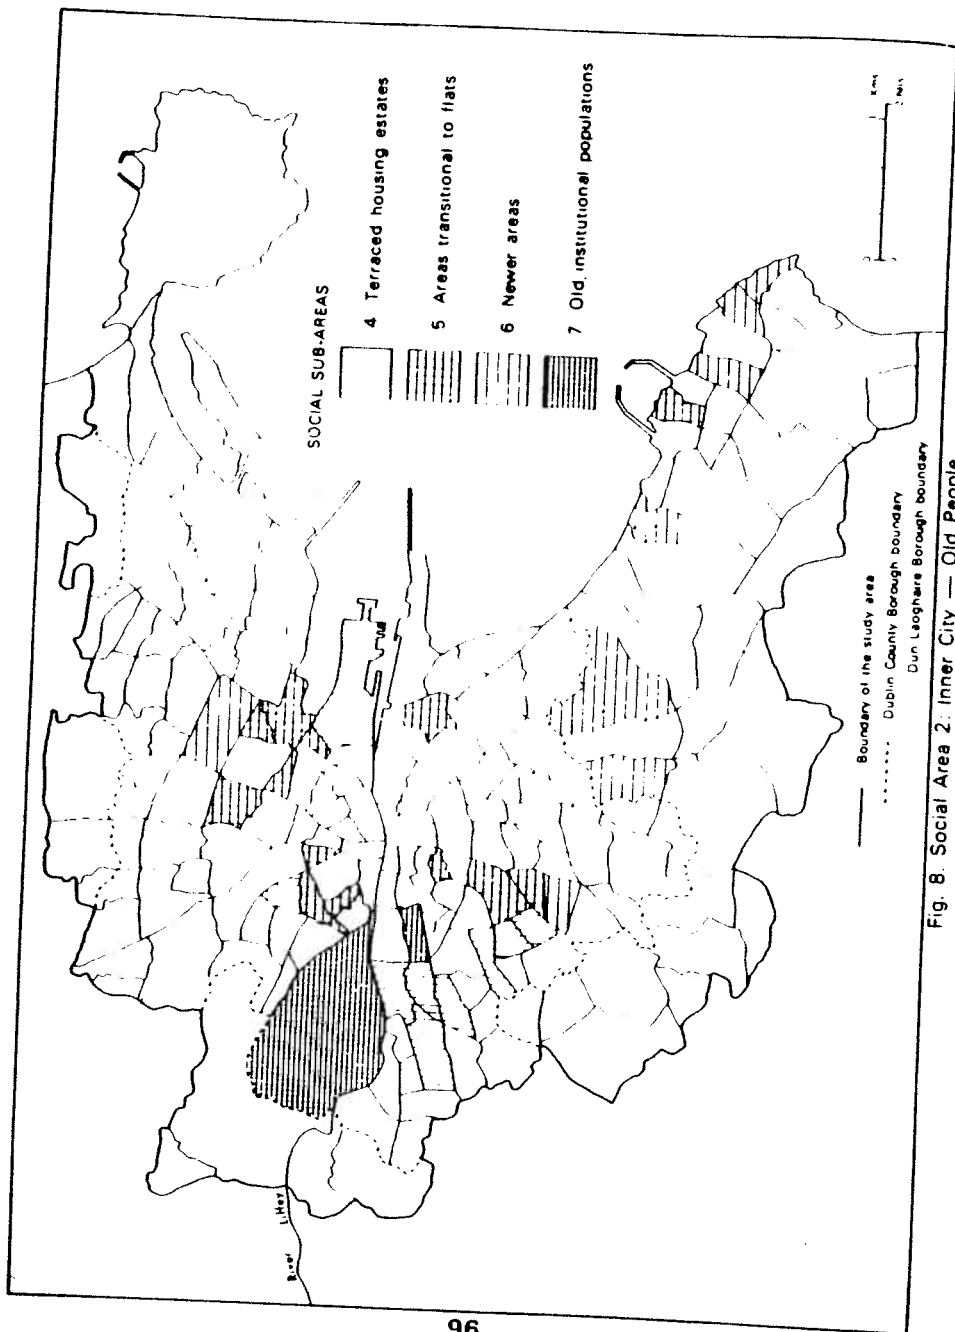 SOCIAL SUB-AREAS
4 Terraced housing estates
5 Areas transitional to flats
6 Newer areas
7 Old, institutional populations
River Liffey
Boundary of the study area
Dublin County Borough boundary
Dun Laoghaire Borough boundary
Fig. 8. Social Area 2: Inner City — Old People
96